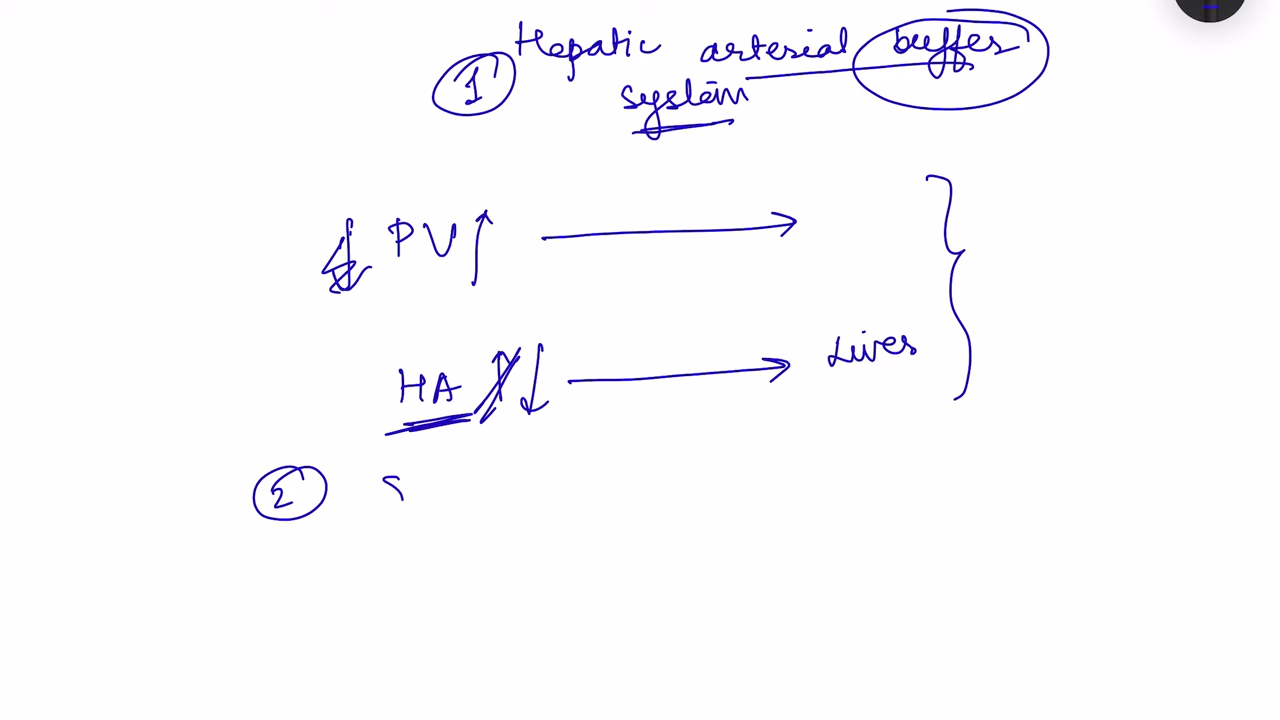 ① Hepatic arterial buffer
system
PV ↑ →
HA ↓ → Liver
②